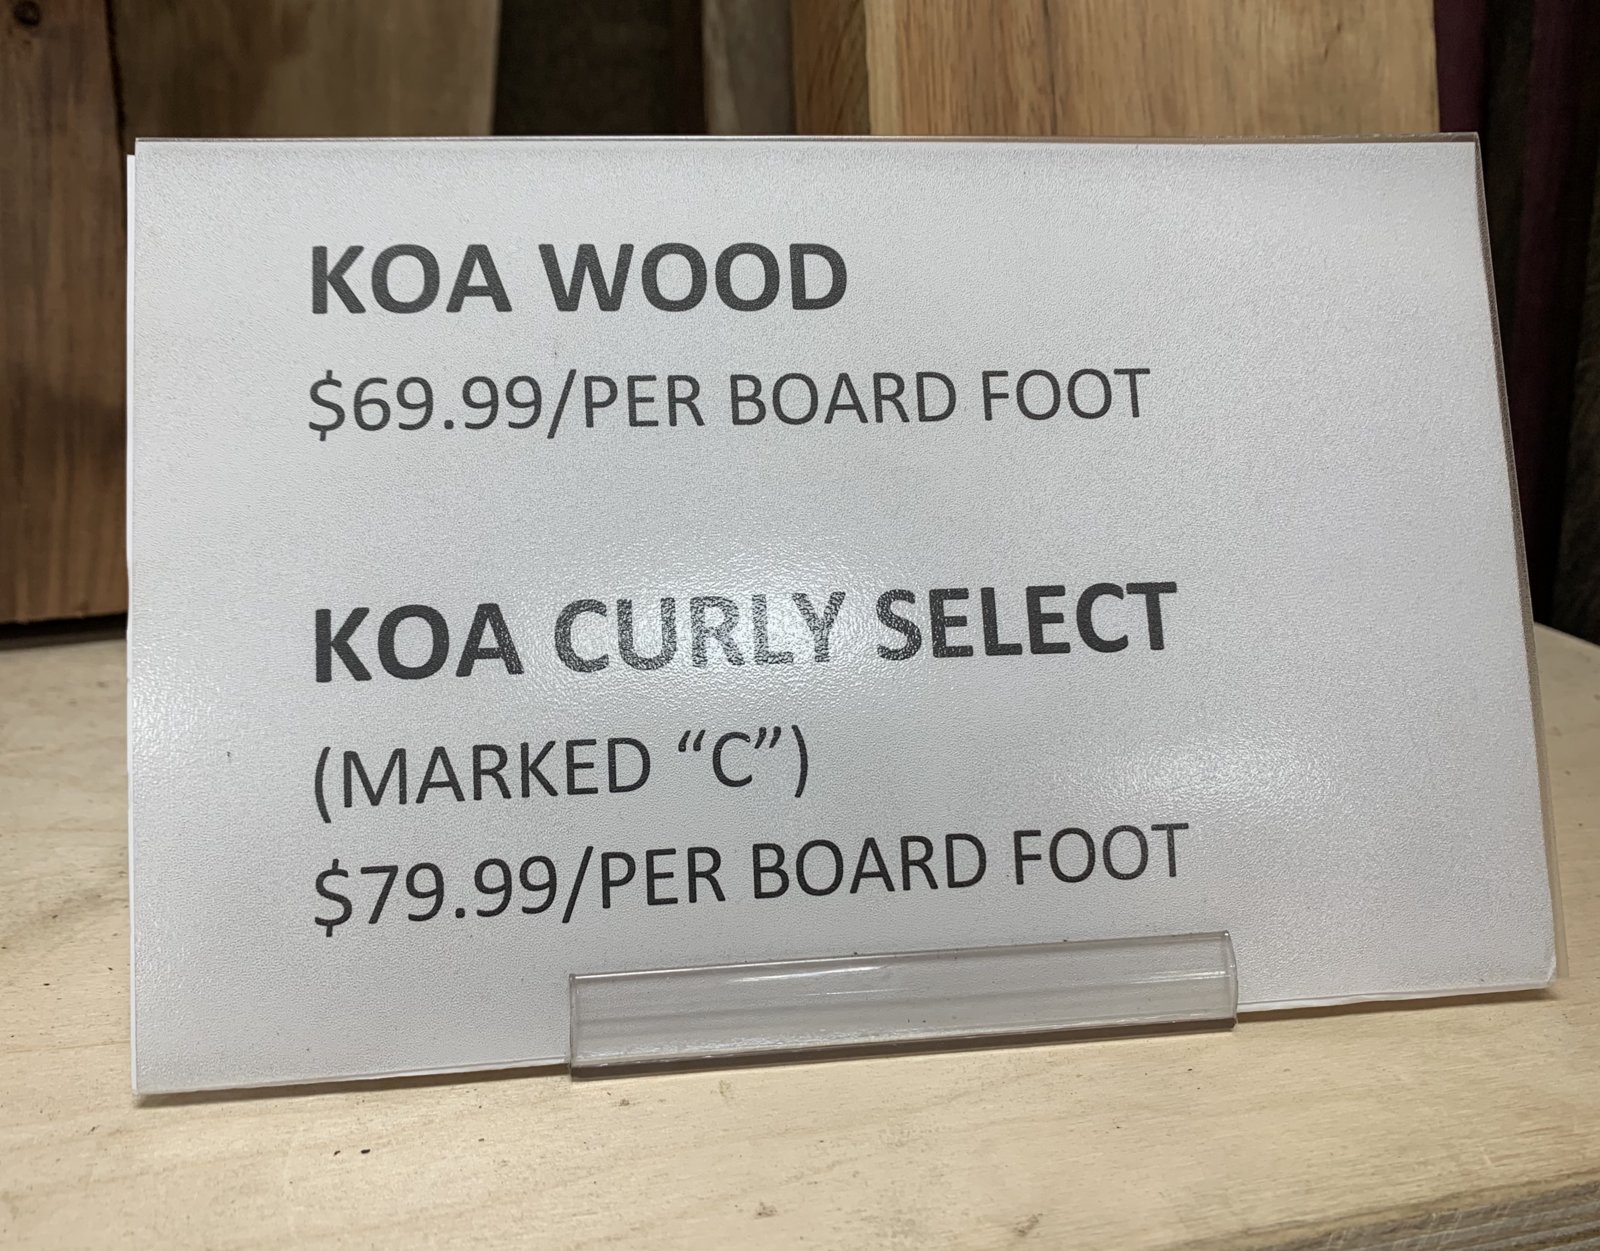 KOA WOOD
$69.99/PER BOARD FOOT
KOA CURLY SELECT
(MARKED “C”)
$79.99/PER BOARD FOOT